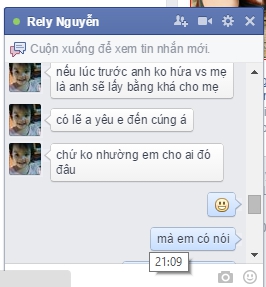 Rely Nguyễn
Cuộn xuống để xem tin nhắn mới.
nếu lúc trước anh ko hứa vs mẹ
là anh sẽ lấy bằng khá cho mẹ
có lẽ a yêu e đến cúng á
chứ ko nhường em cho ai đó
đâu
mà em có nói
21:09